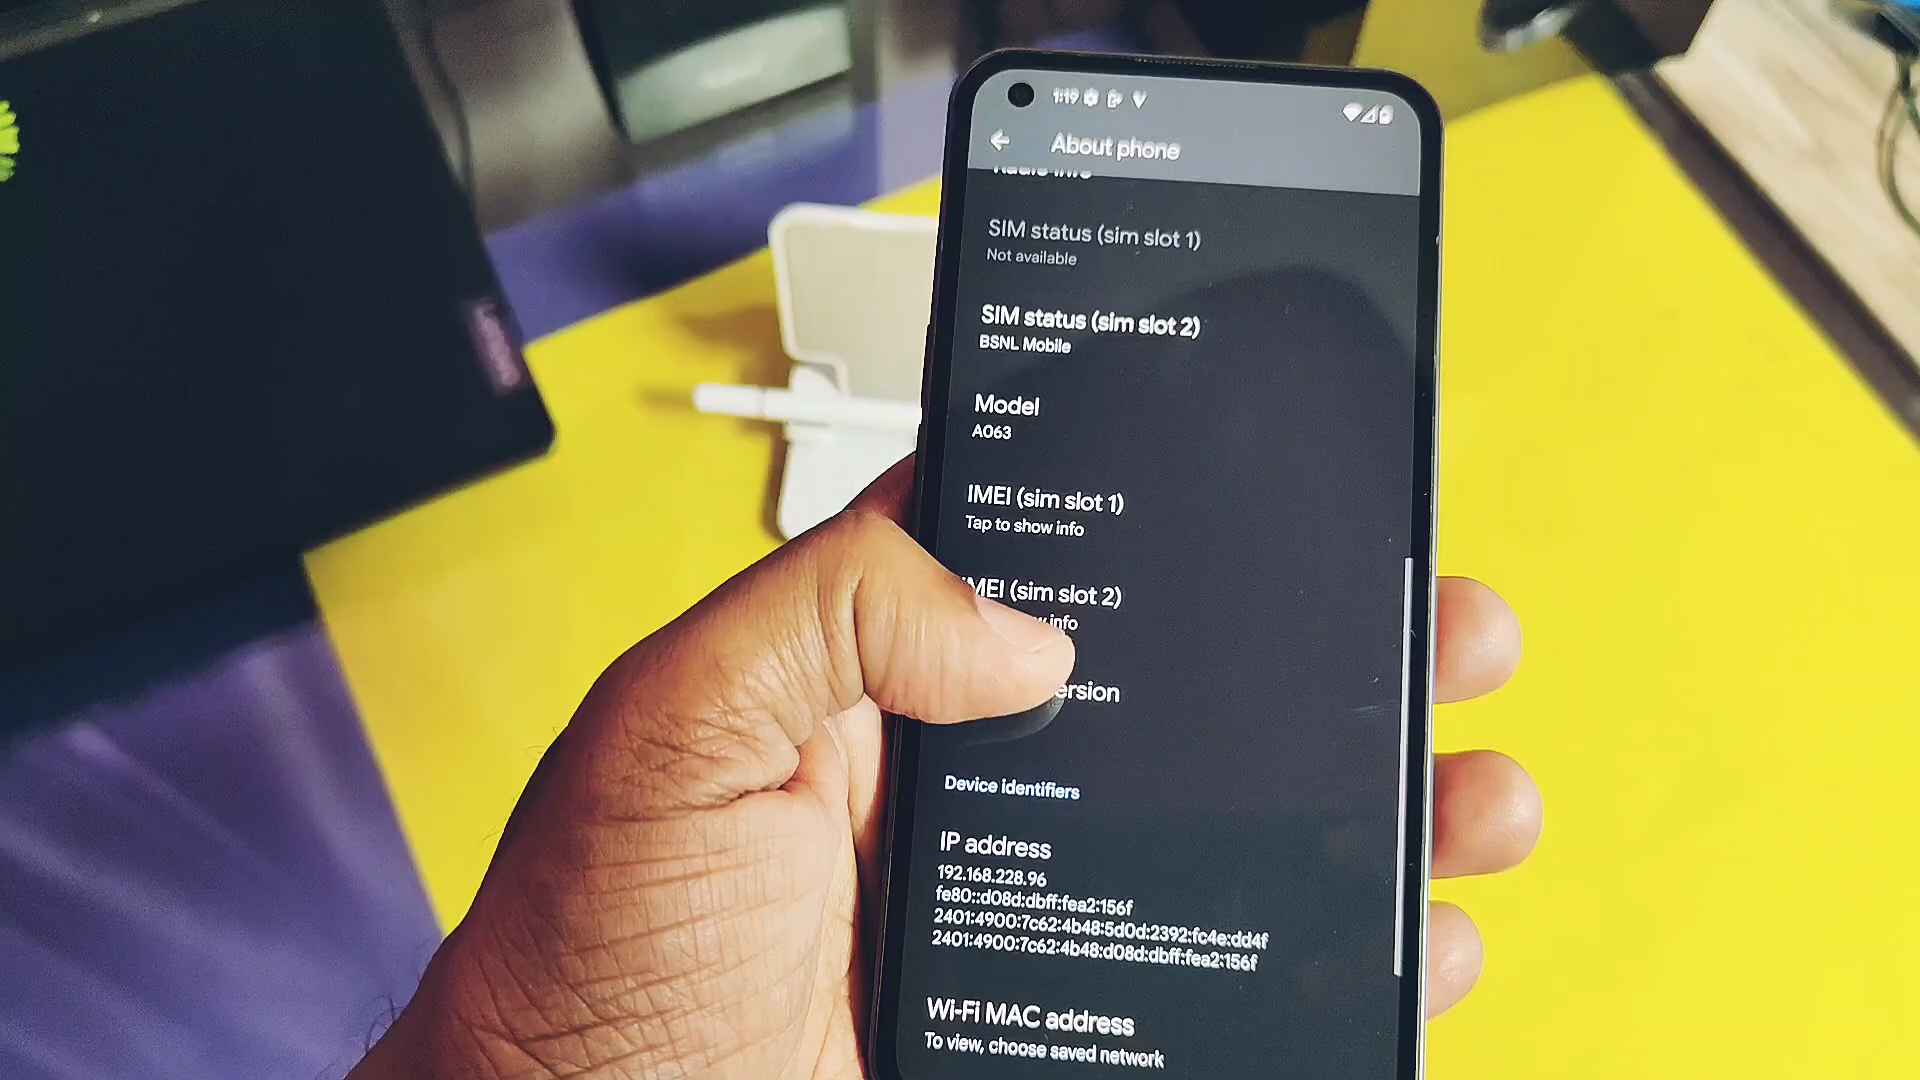 1:19
About phone
SIM status (sim slot 1)
Not available
SIM status (sim slot 2)
BSNL Mobile
Model
A063
IMEI (sim slot 1)
Tap to show info
MEI (sim slot 2)
info
ersion
Device identifiers
IP address
192.168.228.96
fe80::d08d:dbff:fea2:156f
2401:4900:7c62:4b48:5d0d:2392:fc4e:dd4f
2401:4900:7c62:4b48:d08d:dbff:fea2:156f
Wi-Fi MAC address
To view, choose saved network